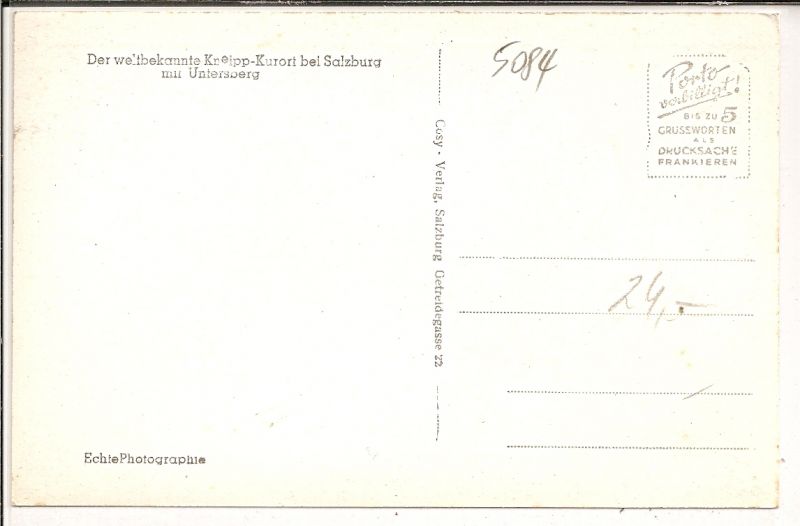 Der weltbekannte Kneipp-Kurort bei Salzburg
mit Untersberg
5084
Porto
verbilligt!
BIS ZU 5
GRUSSWORTEN
ALS
DRUCKSACHE
FRANKIEREN
Cosy - Verlag, Salzburg Getreidegasse 22
24,-
EchtePhotographie